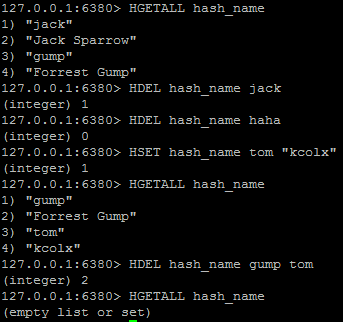 127.0.0.1:6380> HGETALL hash_name
1) "jack"
2) "Jack Sparrow"
3) "gump"
4) "Forrest Gump"
127.0.0.1:6380> HDEL hash_name jack
(integer) 1
127.0.0.1:6380> HDEL hash_name haha
(integer) 0
127.0.0.1:6380> HSET hash_name tom "kcolx"
(integer) 1
127.0.0.1:6380> HGETALL hash_name
1) "gump"
2) "Forrest Gump"
3) "tom"
4) "kcolx"
127.0.0.1:6380> HDEL hash_name gump tom
(integer) 2
127.0.0.1:6380> HGETALL hash_name
(empty list or set)